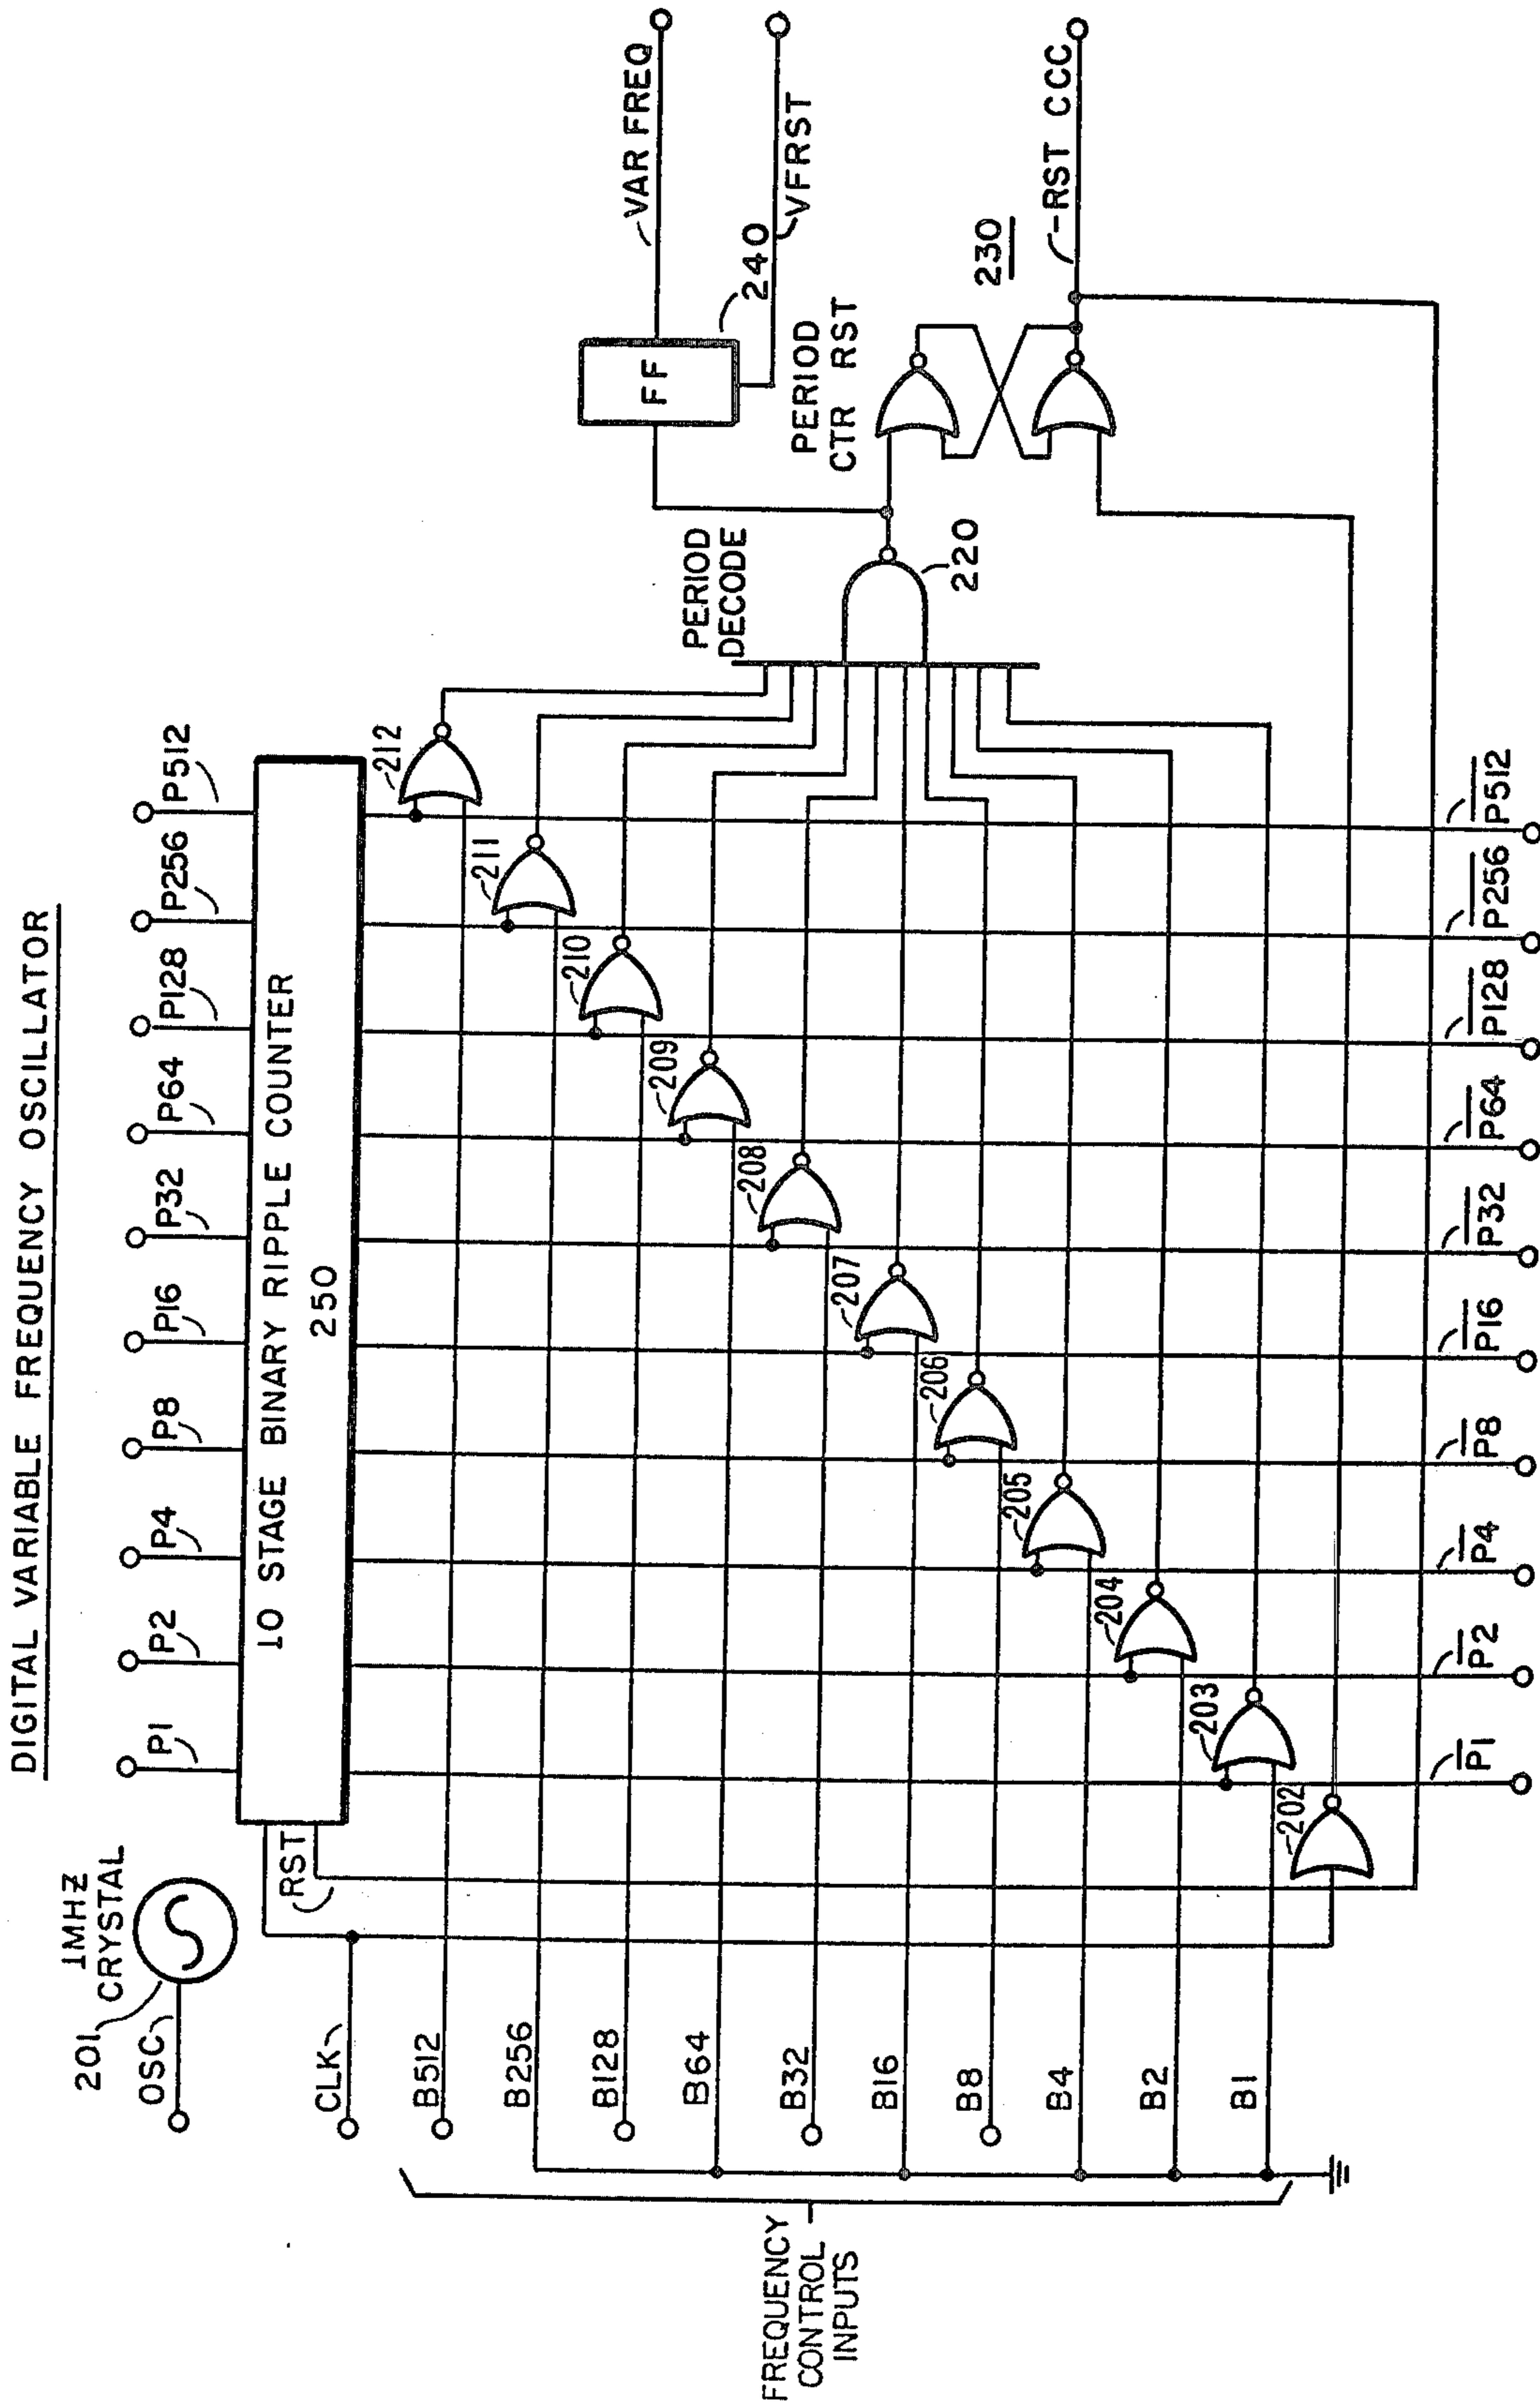 DIGITAL VARIABLE FREQUENCY OSCILLATOR
1MHZ
CRYSTAL
201
OSC
P1
P2
P4
P8
P16
P32
P64
P128
P256
P512
10 STAGE BINARY RIPPLE COUNTER
250
RST
CLK
B512
B256
B128
B64
B32
B16
B8
B4
B2
B1
FREQUENCY
CONTROL
INPUTS
202
203
204
205
206
207
208
209
210
211
212
PERIOD
DECODE
220
FF
240
VAR FREQ
VFRST
PERIOD
CTR RST
230
-RST CCC
P1
P2
P4
P8
P16
P32
P64
P128
P256
P512